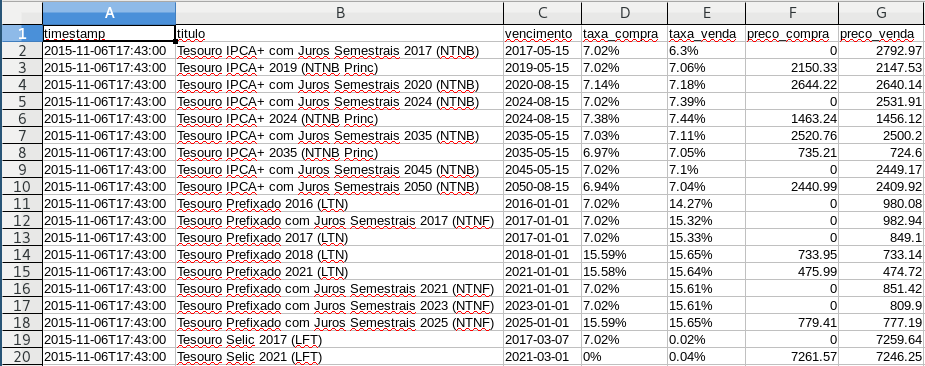 A B C D E F G
1 timestamp titulo vencimento taxa_compra taxa_venda preco_compra preco_venda
2 2015-11-06T17:43:00 Tesouro IPCA+ com Juros Semestrais 2017 (NTNB) 2017-05-15 7.02% 6.3% 0 2792.97
3 2015-11-06T17:43:00 Tesouro IPCA+ 2019 (NTNB Princ) 2019-05-15 7.02% 7.06% 2150.33 2147.53
4 2015-11-06T17:43:00 Tesouro IPCA+ com Juros Semestrais 2020 (NTNB) 2020-08-15 7.14% 7.18% 2644.22 2640.14
5 2015-11-06T17:43:00 Tesouro IPCA+ com Juros Semestrais 2024 (NTNB) 2024-08-15 7.02% 7.39% 0 2531.91
6 2015-11-06T17:43:00 Tesouro IPCA+ 2024 (NTNB Princ) 2024-08-15 7.38% 7.44% 1463.24 1456.12
7 2015-11-06T17:43:00 Tesouro IPCA+ com Juros Semestrais 2035 (NTNB) 2035-05-15 7.03% 7.11% 2520.76 2500.2
8 2015-11-06T17:43:00 Tesouro IPCA+ 2035 (NTNB Princ) 2035-05-15 6.97% 7.05% 735.21 724.6
9 2015-11-06T17:43:00 Tesouro IPCA+ com Juros Semestrais 2045 (NTNB) 2045-05-15 7.02% 7.1% 0 2449.17
10 2015-11-06T17:43:00 Tesouro IPCA+ com Juros Semestrais 2050 (NTNB) 2050-08-15 6.94% 7.04% 2440.99 2409.92
11 2015-11-06T17:43:00 Tesouro Prefixado 2016 (LTN) 2016-01-01 7.02% 14.27% 0 980.08
12 2015-11-06T17:43:00 Tesouro Prefixado com Juros Semestrais 2017 (NTNF) 2017-01-01 7.02% 15.32% 0 982.94
13 2015-11-06T17:43:00 Tesouro Prefixado 2017 (LTN) 2017-01-01 7.02% 15.33% 0 849.1
14 2015-11-06T17:43:00 Tesouro Prefixado 2018 (LTN) 2018-01-01 15.59% 15.65% 733.95 733.14
15 2015-11-06T17:43:00 Tesouro Prefixado 2021 (LTN) 2021-01-01 15.58% 15.64% 475.99 474.72
16 2015-11-06T17:43:00 Tesouro Prefixado com Juros Semestrais 2021 (NTNF) 2021-01-01 7.02% 15.61% 0 851.42
17 2015-11-06T17:43:00 Tesouro Prefixado com Juros Semestrais 2023 (NTNF) 2023-01-01 7.02% 15.61% 0 809.9
18 2015-11-06T17:43:00 Tesouro Prefixado com Juros Semestrais 2025 (NTNF) 2025-01-01 15.59% 15.65% 779.41 777.19
19 2015-11-06T17:43:00 Tesouro Selic 2017 (LFT) 2017-03-07 7.02% 0.02% 0 7259.64
20 2015-11-06T17:43:00 Tesouro Selic 2021 (LFT) 2021-03-01 0% 0.04% 7261.57 7246.25